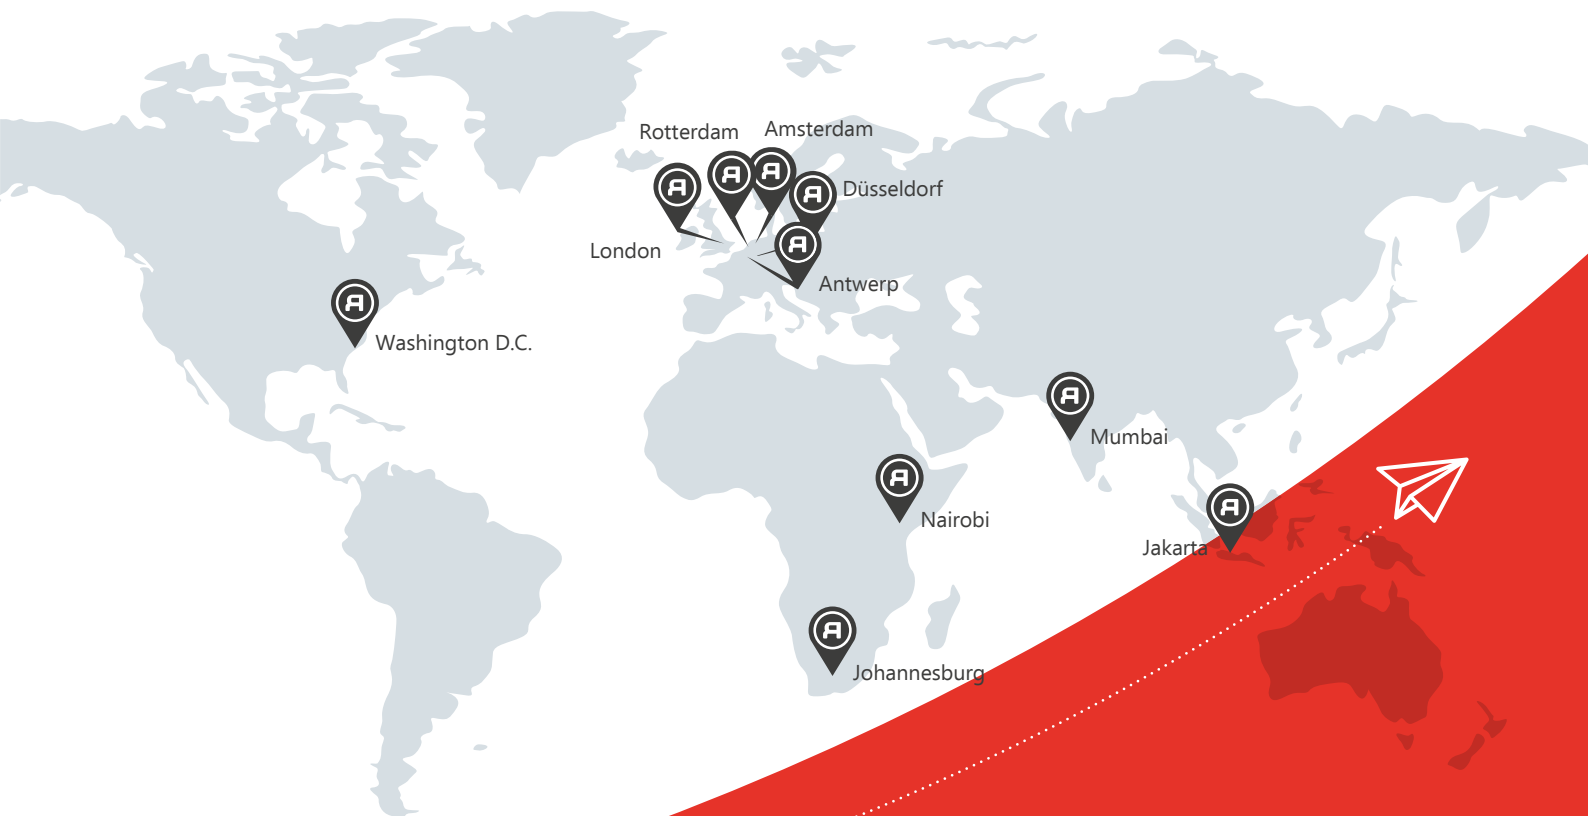 Rotterdam
Amsterdam
Düsseldorf
London
Antwerp
Washington D.C.
Mumbai
Nairobi
Jakarta
Johannesburg